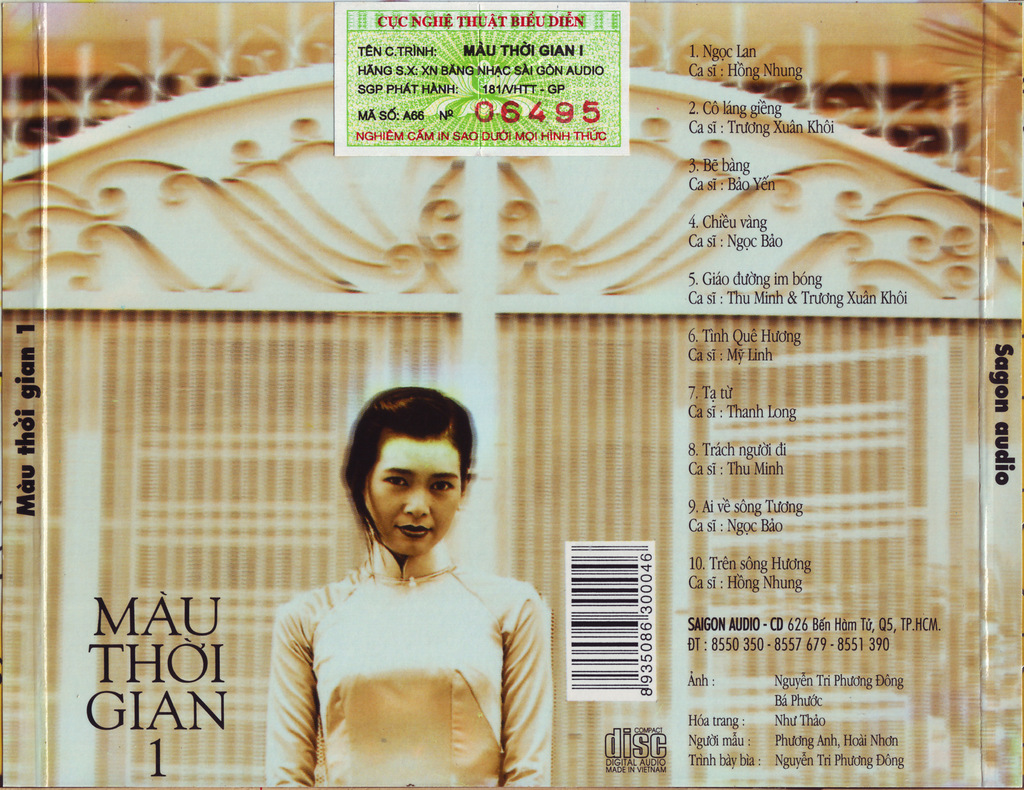 CỤC NGHỆ THUẬT BIỂU DIỄN
TÊN C.TRÌNH: MÀU THỜI GIAN I
HÃNG S.X: XN BĂNG NHẠC SÀI GÒN AUDIO
SGP PHÁT HÀNH: 181/VHTT - GP
MÃ SỐ: A66 Nº 06495
NGHIÊM CẤM IN SAO DƯỚI MỌI HÌNH THỨC
1. Ngọc Lan
Ca sĩ : Hồng Nhung
2. Cô láng giềng
Ca sĩ : Trương Xuân Khôi
3. Bẽ bàng
Ca sĩ : Bảo Yến
4. Chiều vàng
Ca sĩ : Ngọc Bảo
5. Giáo đường im bóng
Ca sĩ : Thu Minh & Trương Xuân Khôi
6. Tình Quê Hương
Ca sĩ : Mỹ Linh
7. Tạ từ
Ca sĩ : Thanh Long
8. Trách người đi
Ca sĩ : Thu Minh
9. Ai về sông Tương
Ca sĩ : Ngọc Bảo
10. Trên sông Hương
Ca sĩ : Hồng Nhung
SAIGON AUDIO - CD 626 Bến Hàm Tử, Q5, TP.HCM.
ĐT : 8550 350 - 8557 679 - 8551 390
Ảnh : Nguyễn Tri Phương Đông
Bá Phước
Hóa trang : Như Thảo
Người mẫu : Phương Anh, Hoài Nhơn
Trình bày bìa : Nguyễn Tri Phương Đông
Màu thời gian 1
Saigon audio
MÀU
THỜI
GIAN
1
8935086300046
COMPACT
disc
DIGITAL AUDIO
MADE IN VIETNAM